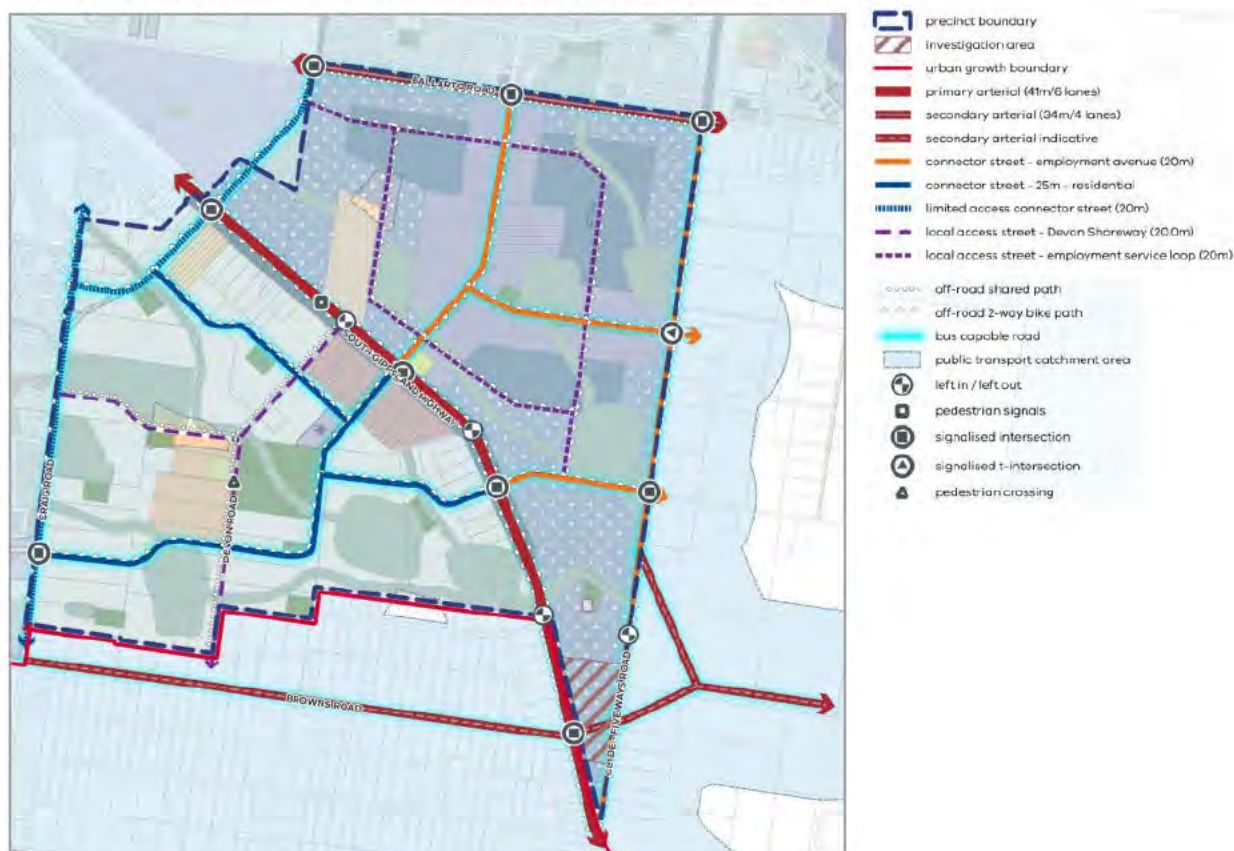 BALLARTO ROAD
SOUTH GIPPSLAND HIGHWAY
CRAIG ROAD
DEVON ROAD
BROWNS ROAD
CLYDE-FIVEWAYS ROAD
precinct boundary
investigation area
urban growth boundary
primary arterial (41m/6 lanes)
secondary arterial (34m/4 lanes)
secondary arterial indicative
connector street - employment avenue (20m)
connector street - 25m - residential
limited access connector street (20m)
local access street - Devon Shareway (20.0m)
local access street - employment service loop (20m)
off-road shared path
off-road 2-way bike path
bus capable road
public transport catchment area
left in / left out
pedestrian signals
signalised intersection
signalised t-intersection
pedestrian crossing